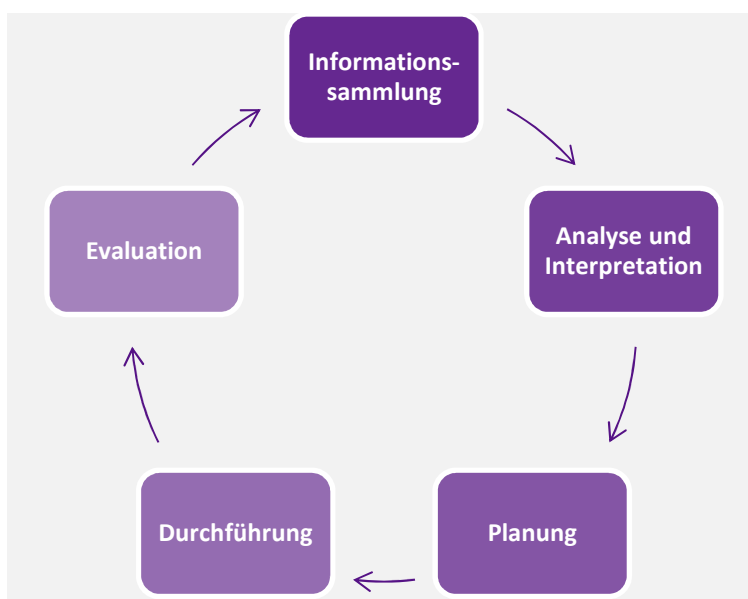 Informations-
sammlung
Analyse und
Interpretation
Planung
Durchführung
Evaluation